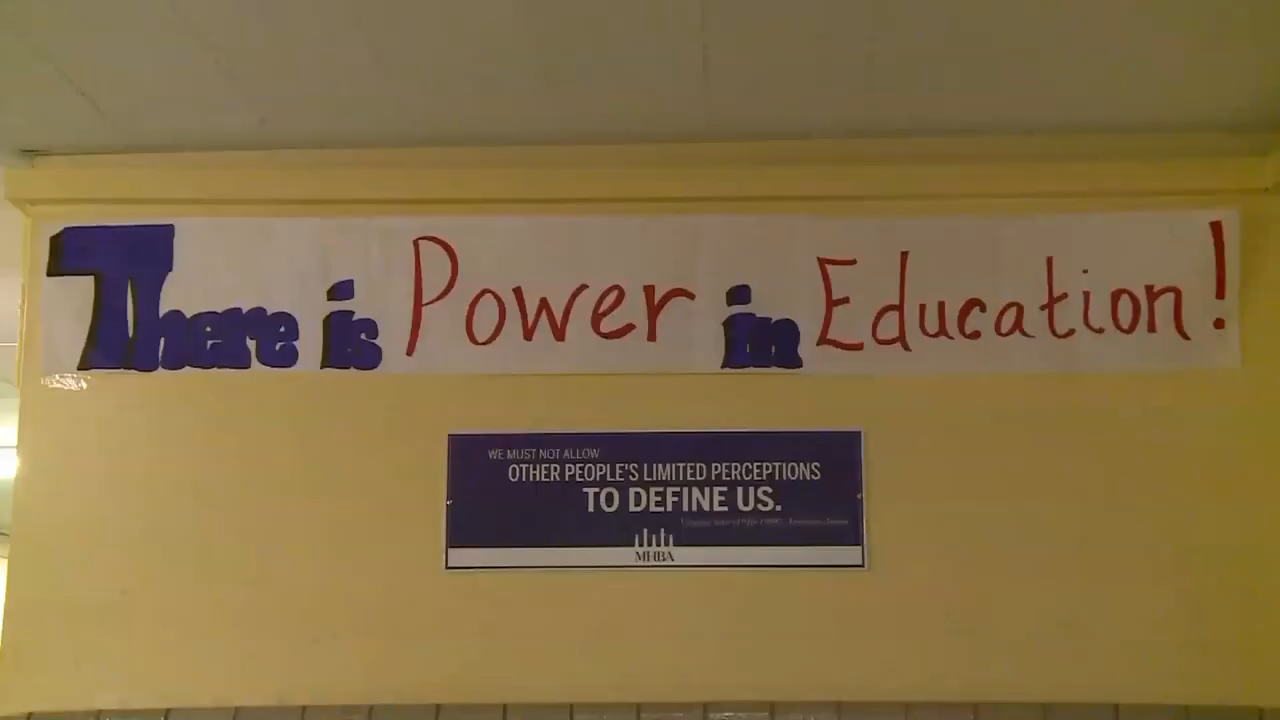 There is Power in Education!
WE MUST NOT ALLOW
OTHER PEOPLE'S LIMITED PERCEPTIONS
TO DEFINE US.
MHBA